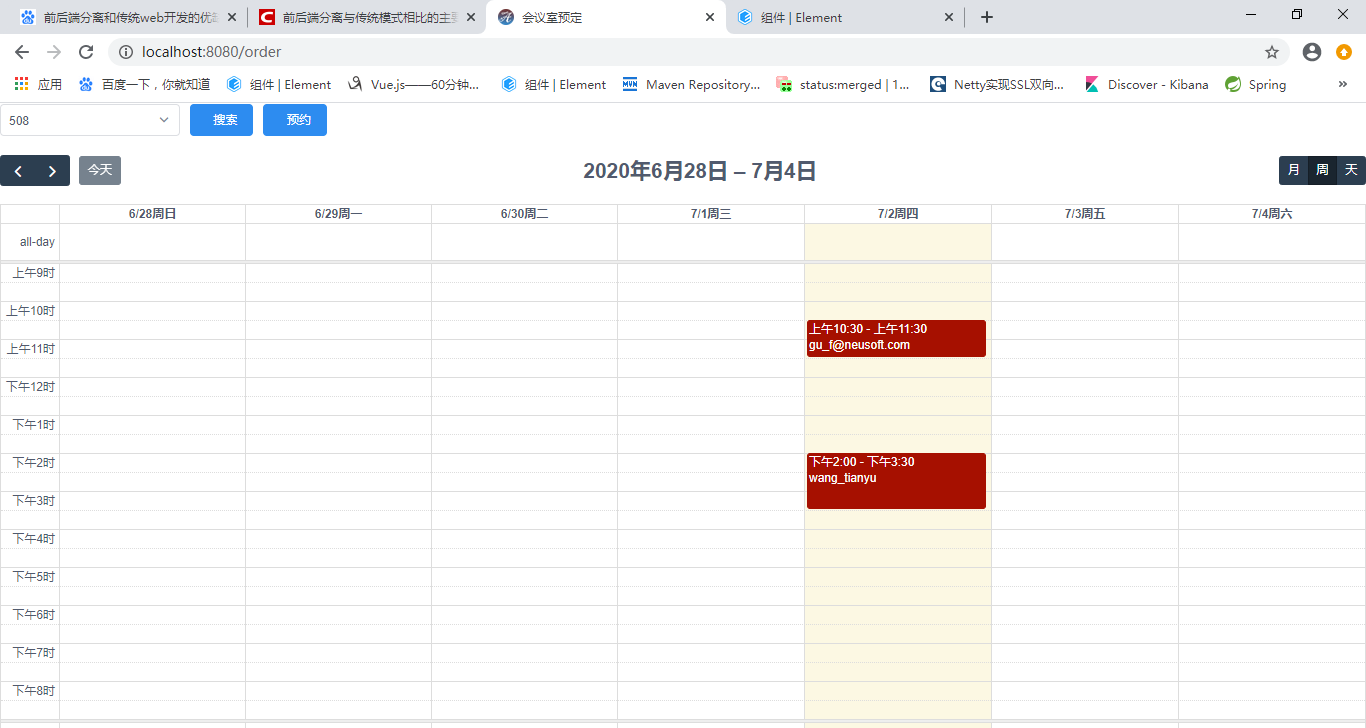 前后端分离和传统web开发的优
前后端分离与传统模式相比的主
会议室预定
组件 | Element
localhost:8080/order
应用
百度一下，你就知道
组件 | Element
Vue.js——60分钟...
组件 | Element
Maven Repository...
status:merged | 1...
Netty实现SSL双向...
Discover - Kibana
Spring
»
508
搜索
预约
今天
2020年6月28日 – 7月4日
月 周 天
6/28周日 6/29周一 6/30周二 7/1周三 7/2周四 7/3周五 7/4周六
all-day
上午9时
上午10时
上午10:30 - 上午11:30
gu_f@neusoft.com
上午11时
下午12时
下午1时
下午2时
下午2:00 - 下午3:30
wang_tianyu
下午3时
下午4时
下午5时
下午6时
下午7时
下午8时